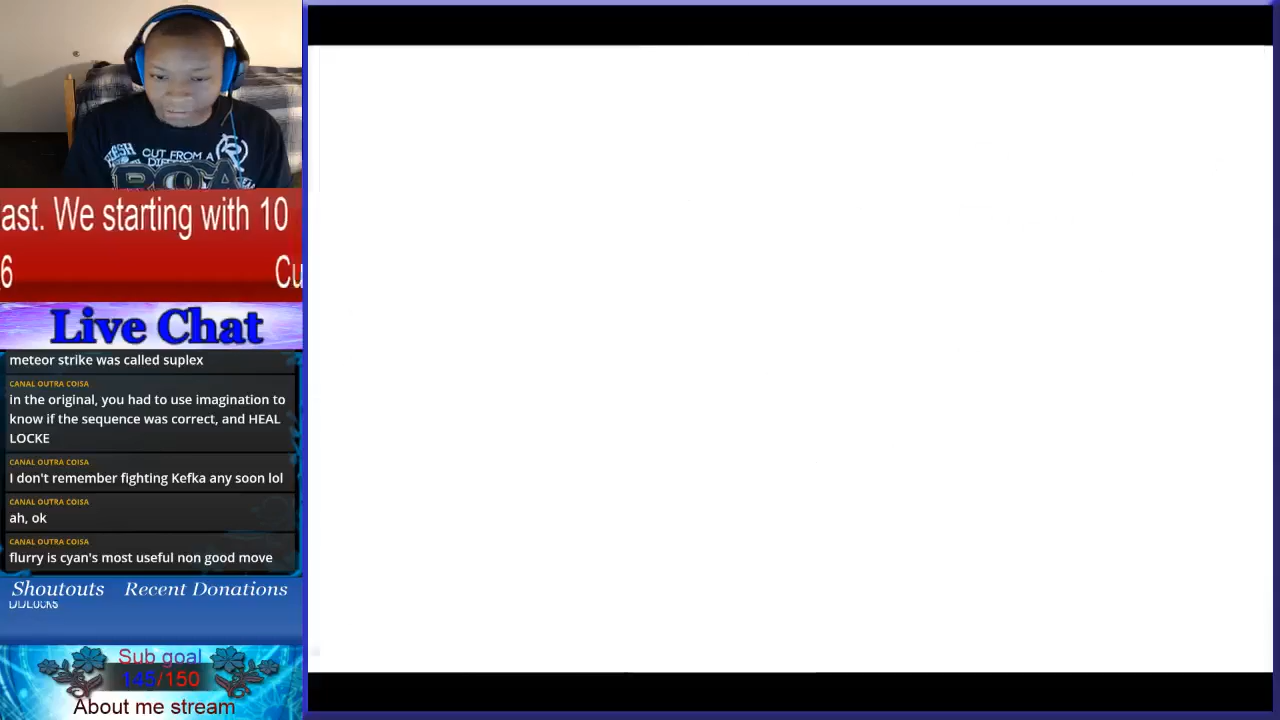 CUT FROM A
ast. We starting with 10
6
Cu
Live Chat
meteor strike was called suplex
CANAL OUTRA COISA
in the original, you had to use imagination to
know if the sequence was correct, and HEAL
LOCKE
CANAL OUTRA COISA
I don't remember fighting Kefka any soon lol
CANAL OUTRA COISA
ah, ok
CANAL OUTRA COISA
flurry is cyan's most useful non good move
Shoutouts Recent Donations
Sub goal
145/150
About me stream